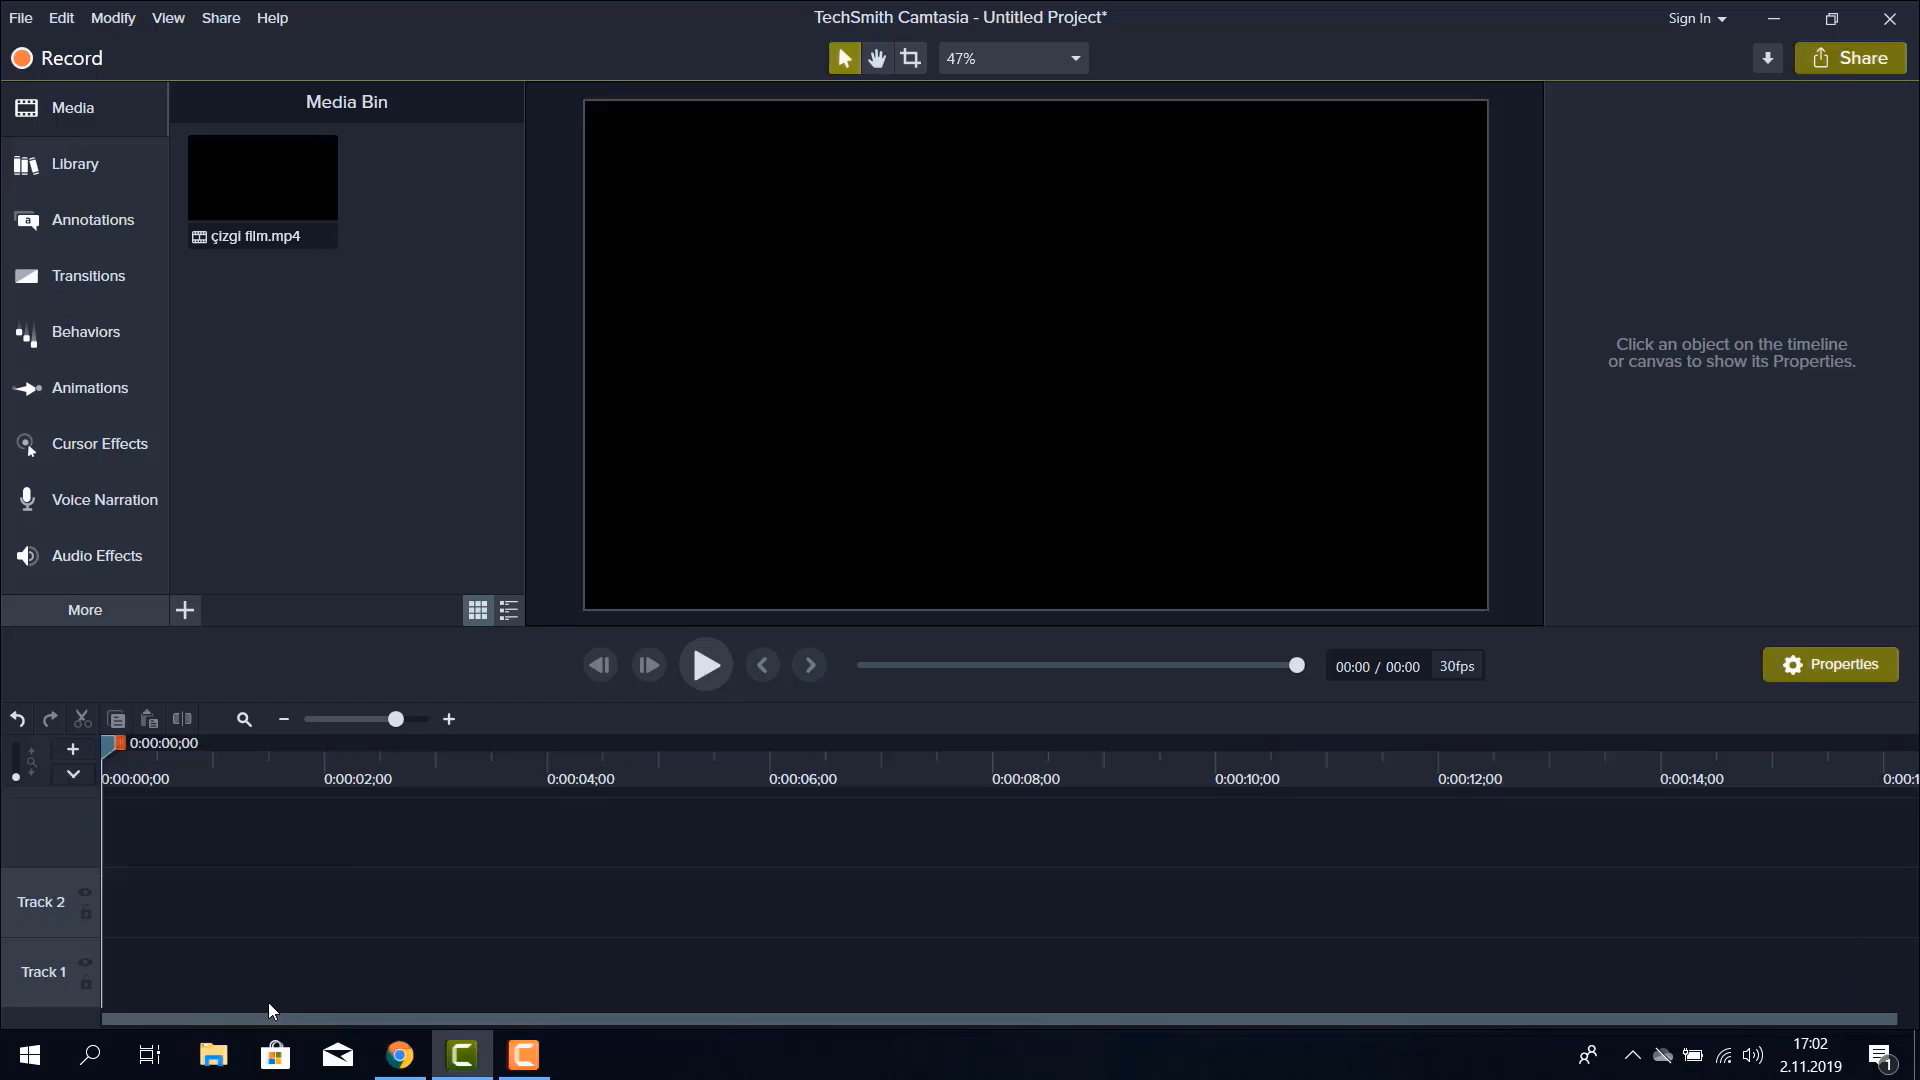 File Edit Modify View Share Help
TechSmith Camtasia - Untitled Project*
Sign In
Record
47%
Share
Media
Media Bin
Library
Annotations
Transitions
Behaviors
Animations
Cursor Effects
Voice Narration
Audio Effects
More
çizgi film.mp4
Click an object on the timeline
or canvas to show its Properties.
00:00 / 00:00 30fps
Properties
0:00:00;00
0:00:00;00 0:00:02;00 0:00:04;00 0:00:06;00 0:00:08;00 0:00:10;00 0:00:12;00 0:00:14;00 0:00:1
Track 2
Track 1
17:02
2.11.2019
1